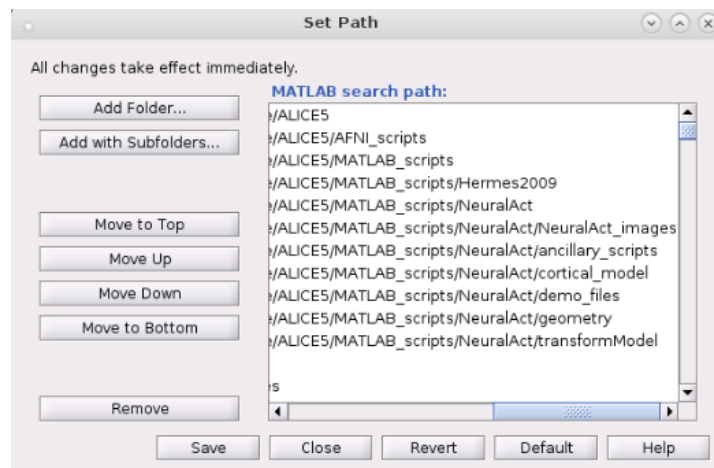 Set Path
All changes take effect immediately.
MATLAB search path:
Add Folder...
Add with Subfolders...
Move to Top
Move Up
Move Down
Move to Bottom
Remove
e/ALICE5
e/ALICE5/AFNI_scripts
e/ALICE5/MATLAB_scripts
e/ALICE5/MATLAB_scripts/Hermes2009
e/ALICE5/MATLAB_scripts/NeuralAct
e/ALICE5/MATLAB_scripts/NeuralAct/NeuralAct_images
e/ALICE5/MATLAB_scripts/NeuralAct/ancillary_scripts
e/ALICE5/MATLAB_scripts/NeuralAct/cortical_model
e/ALICE5/MATLAB_scripts/NeuralAct/demo_files
e/ALICE5/MATLAB_scripts/NeuralAct/geometry
e/ALICE5/MATLAB_scripts/NeuralAct/transformModel
es
Save
Close
Revert
Default
Help